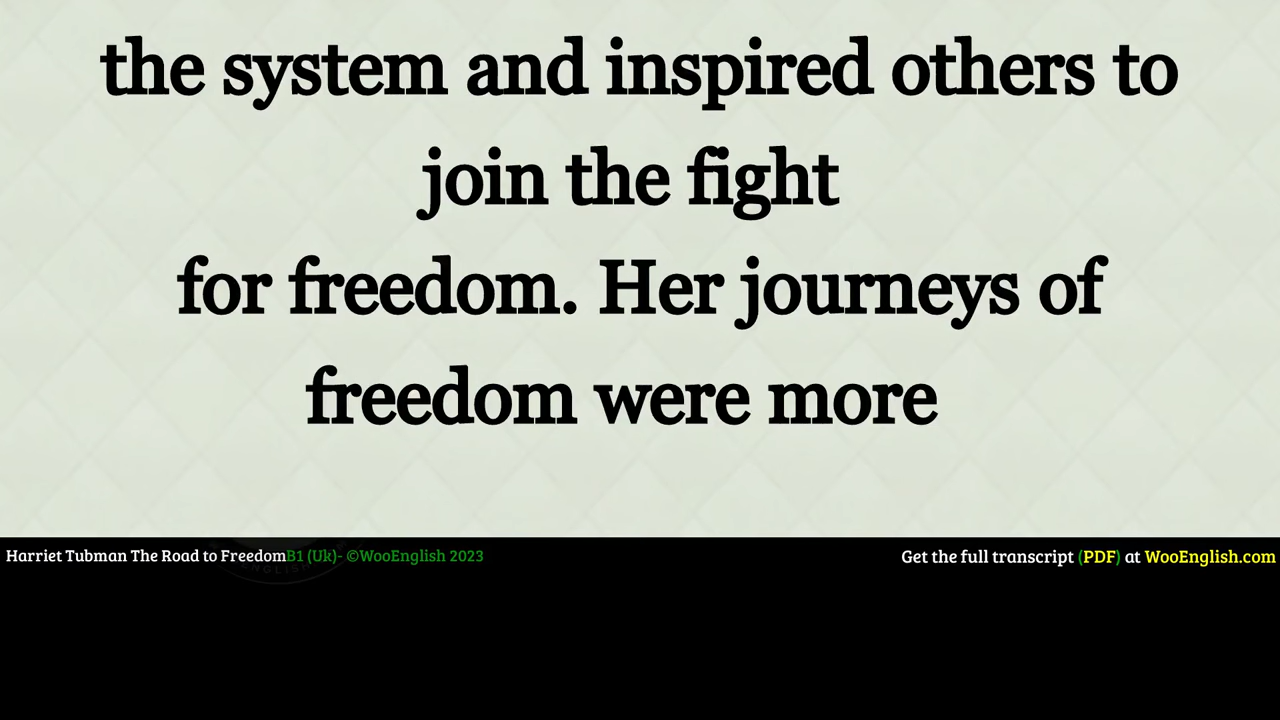 the system and inspired others to
join the fight
for freedom. Her journeys of
freedom were more
Harriet Tubman The Road to FreedomB1 (Uk)- ©WooEnglish 2023
Get the full transcript (PDF) at WooEnglish.com
ENGLISH